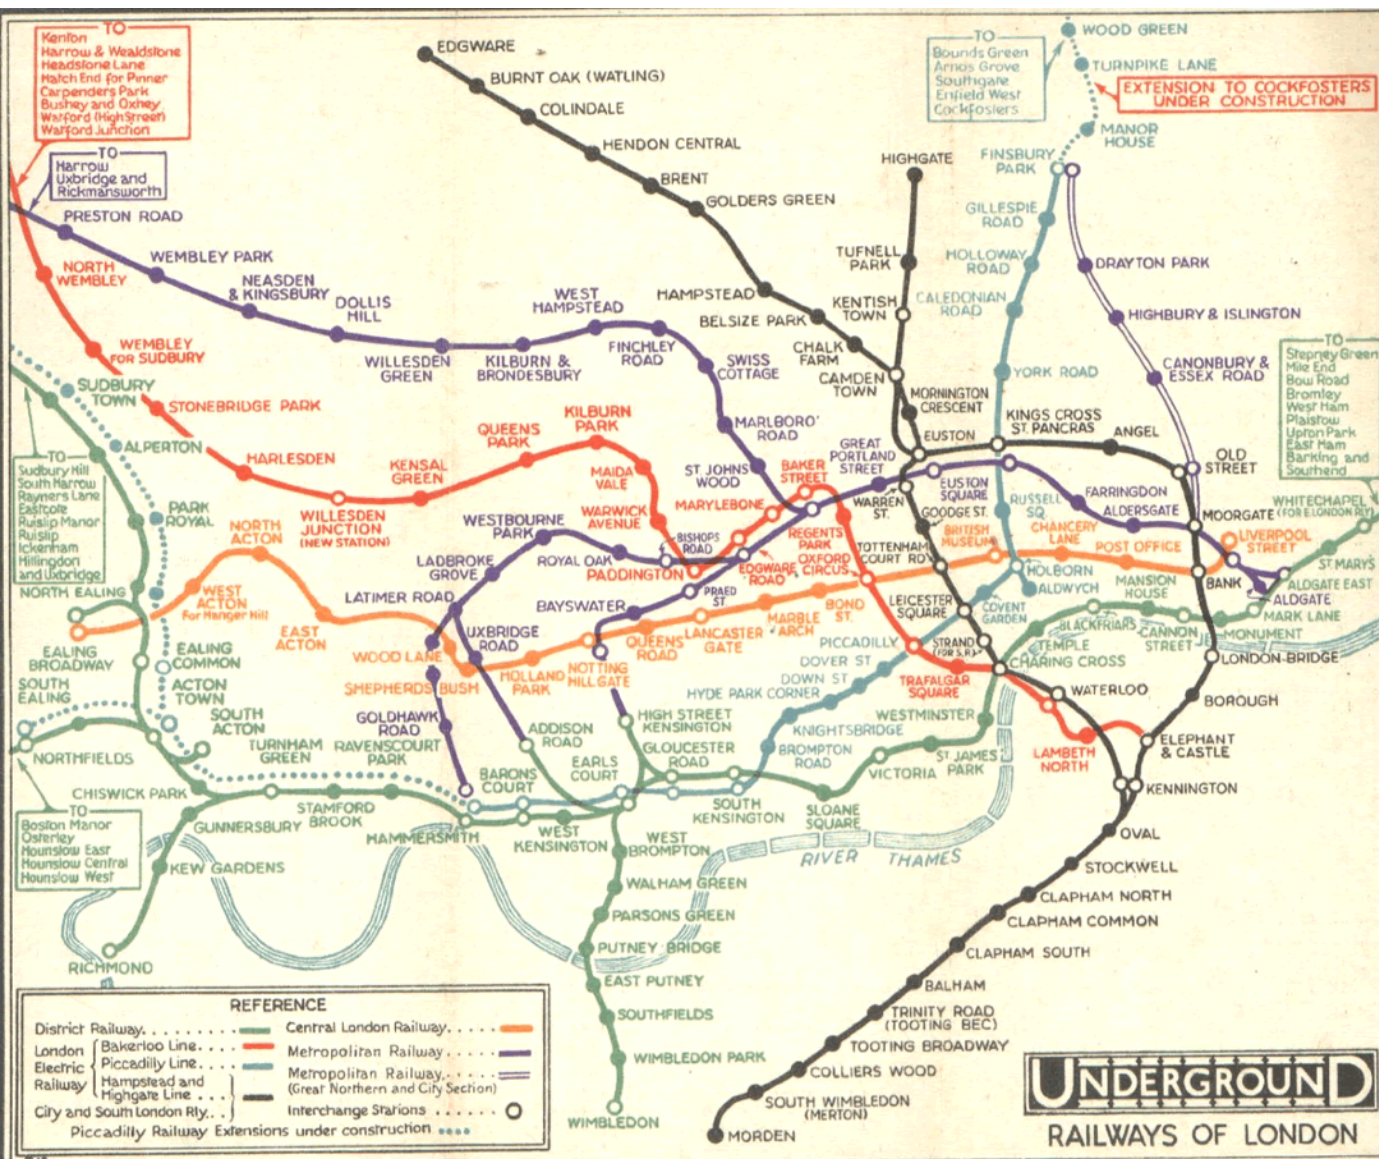 TO
Kenton
Harrow & Wealdstone
Headstone Lane
Hatch End for Pinner
Carpenders Park
Bushey and Oxhey
Watford (High Street)
Watford Junction
TO
Harrow
Uxbridge and
Rickmansworth
EDGWARE
BURNT OAK (WATLING)
COLINDALE
HENDON CENTRAL
BRENT
GOLDERS GREEN
HAMPSTEAD
BELSIZE PARK
CHALK
FARM
CAMDEN
TOWN
HIGHGATE
TUFNELL
PARK
KENTISH
TOWN
MORNINGTON
CRESCENT
TO
Bounds Green
Arnos Grove
Southgate
Enfield West
Cockfosters
WOOD GREEN
TURNPIKE LANE
EXTENSION TO COCKFOSTERS
UNDER CONSTRUCTION
MANOR
HOUSE
FINSBURY
PARK
GILLESPIE
ROAD
HOLLOWAY
ROAD
CALEDONIAN
ROAD
YORK ROAD
KINGS CROSS
ST. PANCRAS
DRAYTON PARK
HIGHBURY & ISLINGTON
CANONBURY &
ESSEX ROAD
OLD
STREET
ANGEL
EUSTON
TO
Stepney Green
Mile End
Bow Road
Bromley
West Ham
Plaistow
Upton Park
East Ham
Barking and
Southend
PRESTON ROAD
WEMBLEY PARK
NEASDEN
& KINGSBURY
DOLLIS
HILL
WILLESDEN
GREEN
KILBURN &
BRONDESBURY
WEST
HAMPSTEAD
FINCHLEY
ROAD
SWISS
COTTAGE
MARLBORO'
ROAD
ST. JOHNS
WOOD
NORTH
WEMBLEY
WEMBLEY
FOR SUDBURY
STONEBRIDGE PARK
HARLESDEN
WILLESDEN
JUNCTION
(NEW STATION)
KENSAL
GREEN
QUEENS
PARK
KILBURN
PARK
MAIDA
VALE
WARWICK
AVENUE
PADDINGTON
EDGWARE
ROAD
MARYLEBONE
BAKER
STREET
REGENTS
PARK
OXFORD
CIRCUS
GREAT
PORTLAND
STREET
EUSTON
SQUARE
FARRINGDON
ALDERSGATE
MOORGATE
WARREN
ST.
GOODGE ST.
TOTTENHAM
COURT RD
RUSSELL
SQ.
BRITISH
MUSEUM
CHANCERY
LANE
POST OFFICE
BANK
LIVERPOOL
STREET
WHITECHAPEL
(FOR E. LONDON RLY)
ST MARYS
ALDGATE EAST
ALDGATE
MARK LANE
MONUMENT
CANNON
STREET
MANSION
HOUSE
BLACKFRIARS
TEMPLE
CHARING CROSS
HOLBORN
ALDWYCH
COVENT
GARDEN
LEICESTER
SQUARE
STRAND
(FOR S.R.)
PICCADILLY
DOVER ST
DOWN ST
HYDE PARK CORNER
KNIGHTSBRIDGE
BROMPTON
ROAD
TRAFALGAR
SQUARE
WATERLOO
LAMBETH
NORTH
LONDON BRIDGE
BOROUGH
ELEPHANT
& CASTLE
KENNINGTON
OVAL
STOCKWELL
CLAPHAM NORTH
CLAPHAM COMMON
CLAPHAM SOUTH
BALHAM
TRINITY ROAD
(TOOTING BEC)
TOOTING BROADWAY
COLLIERS WOOD
SOUTH WIMBLEDON
(MERTON)
MORDEN
WESTMINSTER
ST JAMES
PARK
VICTORIA
SLOANE
SQUARE
SOUTH
KENSINGTON
GLOUCESTER
ROAD
HIGH STREET
KENSINGTON
NOTTING
HILL GATE
BAYSWATER
PRAED
ST.
BISHOPS
ROAD
ROYAL OAK
WESTBOURNE
PARK
LADBROKE
GROVE
LATIMER ROAD
UXBRIDGE
ROAD
ADDISON
ROAD
GOLDHAWK
ROAD
QUEENS
ROAD
LANCASTER
GATE
MARBLE
ARCH
BOND
ST.
HOLLAND
PARK
SHEPHERDS BUSH
WOOD LANE
EAST
ACTON
NORTH
ACTON
WEST
ACTON
For Hanger Hill
EALING
BROADWAY
NORTH EALING
PARK
ROYAL
ALPERTON
SUDBURY
TOWN
TO
Sudbury Hill
South Harrow
Rayners Lane
Eastcote
Ruislip Manor
Ruislip
Ickenham
Hillingdon
and Uxbridge
EALING
COMMON
ACTON
TOWN
SOUTH
ACTON
SOUTH
EALING
NORTHFIELDS
TO
Boston Manor
Osterley
Hounslow East
Hounslow Central
Hounslow West
CHISWICK PARK
TURNHAM
GREEN
STAMFORD
BROOK
RAVENSCOURT
PARK
HAMMERSMITH
BARONS
COURT
WEST
KENSINGTON
EARLS
COURT
GUNNERSBURY
KEW GARDENS
RICHMOND
WEST
BROMPTON
WALHAM GREEN
PARSONS GREEN
PUTNEY BRIDGE
EAST PUTNEY
SOUTHFIELDS
WIMBLEDON PARK
WIMBLEDON
RIVER THAMES
REFERENCE
District Railway
London Electric Railway
Bakerloo Line
Piccadilly Line
Hampstead and
Highgate Line
City and South London Rly.
Central London Railway
Metropolitan Railway
Metropolitan Railway
(Great Northern and City Section)
Interchange Stations
Piccadilly Railway Extensions under construction
UNDERGROUND
RAILWAYS OF LONDON